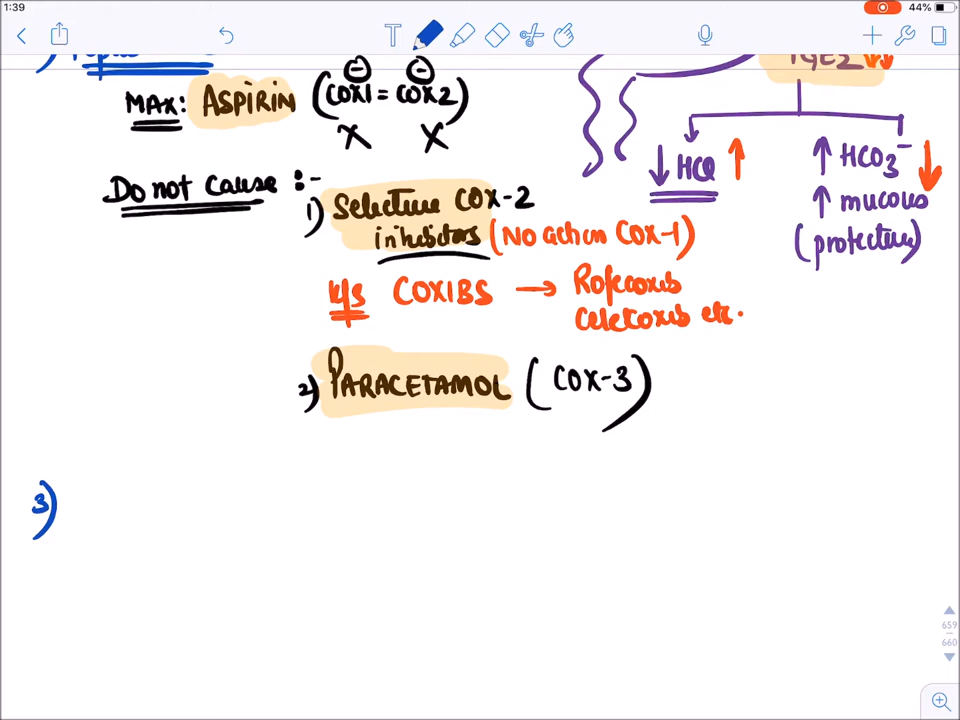 1:39
44%
T
PGE2 ↓↓
MAX: ASPIRIN (COX1 = COX2)
X X
↓ HCl ↑
↑ HCO3- ↓
↑ mucous
(protective)
Do not cause :-
1) Selective COX-2
inhibitors (No action COX-1)
k/s COXIBS → Rofecoxib
Celecoxib etc.
2) PARACETAMOL (COX-3)
3)
659
660